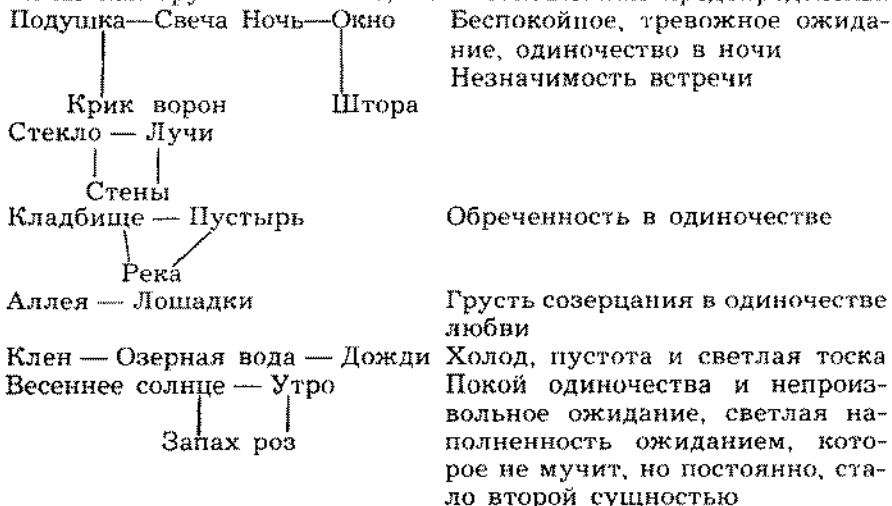 Подушка—Свеча Ночь—Окно Беспокойное, тревожное ожида-
ние, одиночество в ночи
Незначимость встречи
Крик ворон Штора
Стекло — Лучи
Стены
Кладбище — Пустырь Обреченность в одиночестве
Река
Аллея — Лошадки Грусть созерцания в одиночестве
любви
Клен — Озерная вода — Дожди Холод, пустота и светлая тоска
Весеннее солнце — Утро Покой одиночества и непроиз-
вольное ожидание, светлая на-
Запах роз полненность ожиданием, кото-
рое не мучит, но постоянно, ста-
ло второй сущностью